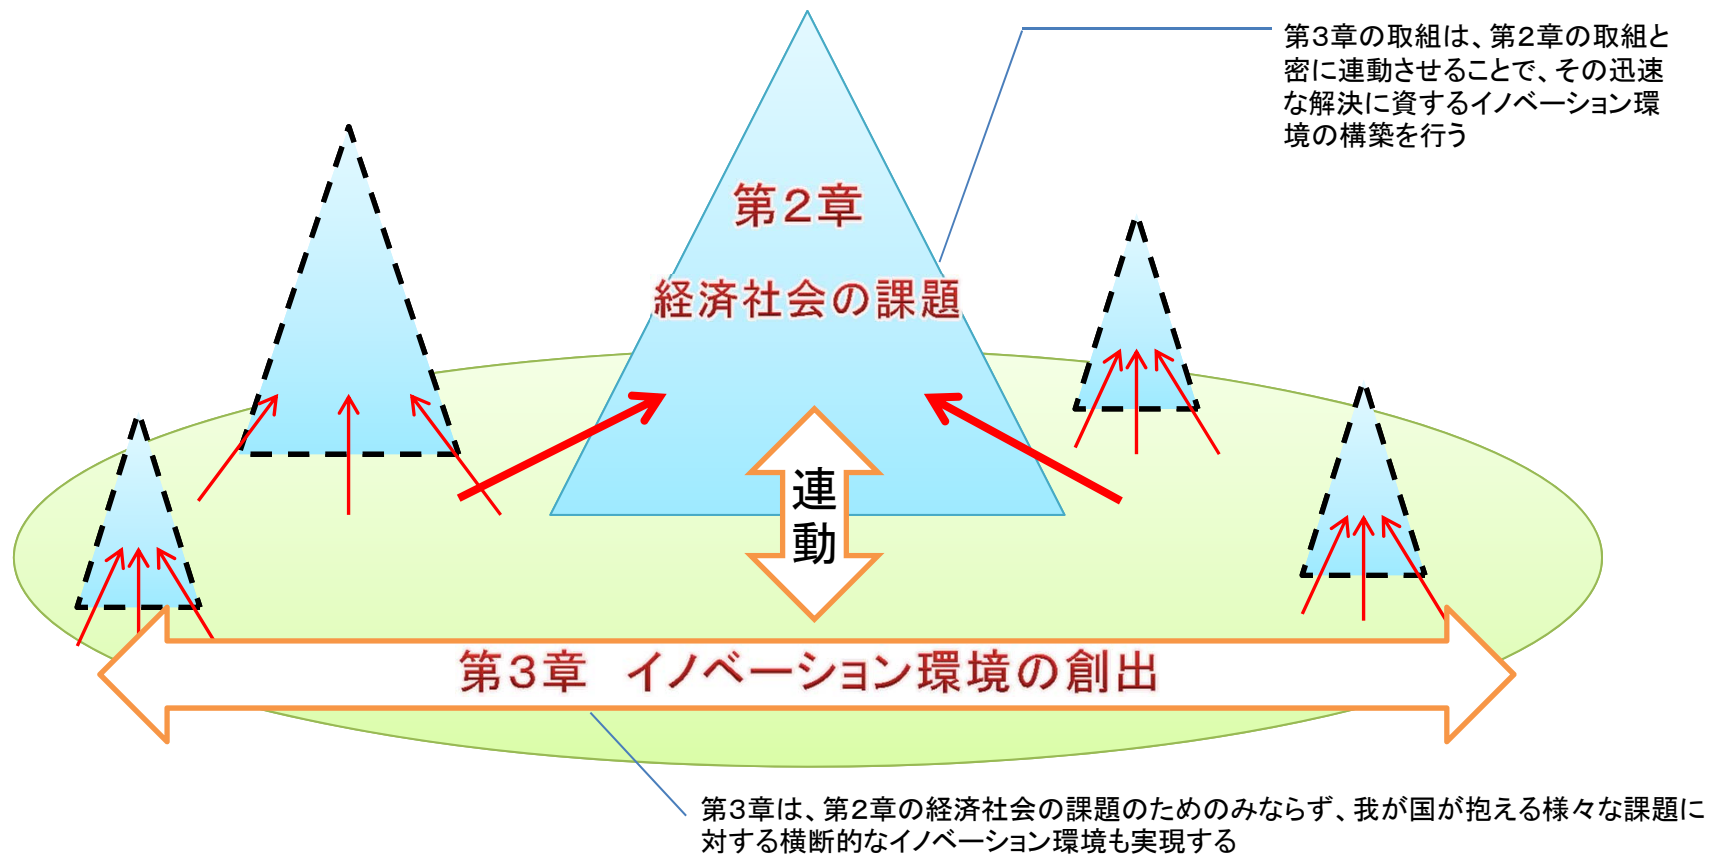 第３章の取組は、第２章の取組と
密に連動させることで、その迅速
な解決に資するイノベーション環
境の構築を行う
第２章
経済社会の課題
連
動
第３章　イノベーション環境の創出
第３章は、第２章の経済社会の課題のためのみならず、我が国が抱える様々な課題に
対する横断的なイノベーション環境も実現する